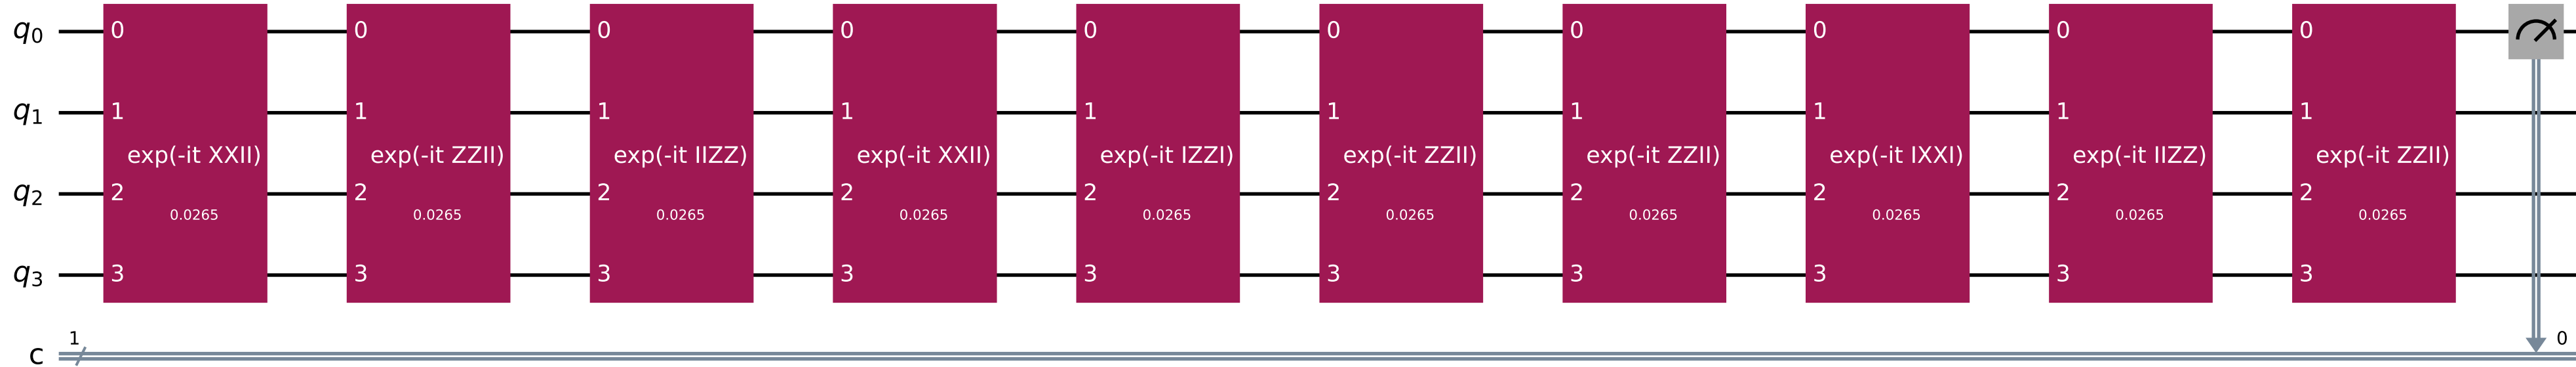 q0 0 0 0 0 0 0 0 0 0 0
q1 1 1 1 1 1 1 1 1 1 1
exp(-it XXII) exp(-it ZZII) exp(-it IIZZ) exp(-it XXII) exp(-it IZZI) exp(-it ZZII) exp(-it ZZII) exp(-it IXXI) exp(-it IIZZ) exp(-it ZZII)
q2 2 2 2 2 2 2 2 2 2 2
0.0265 0.0265 0.0265 0.0265 0.0265 0.0265 0.0265 0.0265 0.0265 0.0265
q3 3 3 3 3 3 3 3 3 3 3
1 0
c